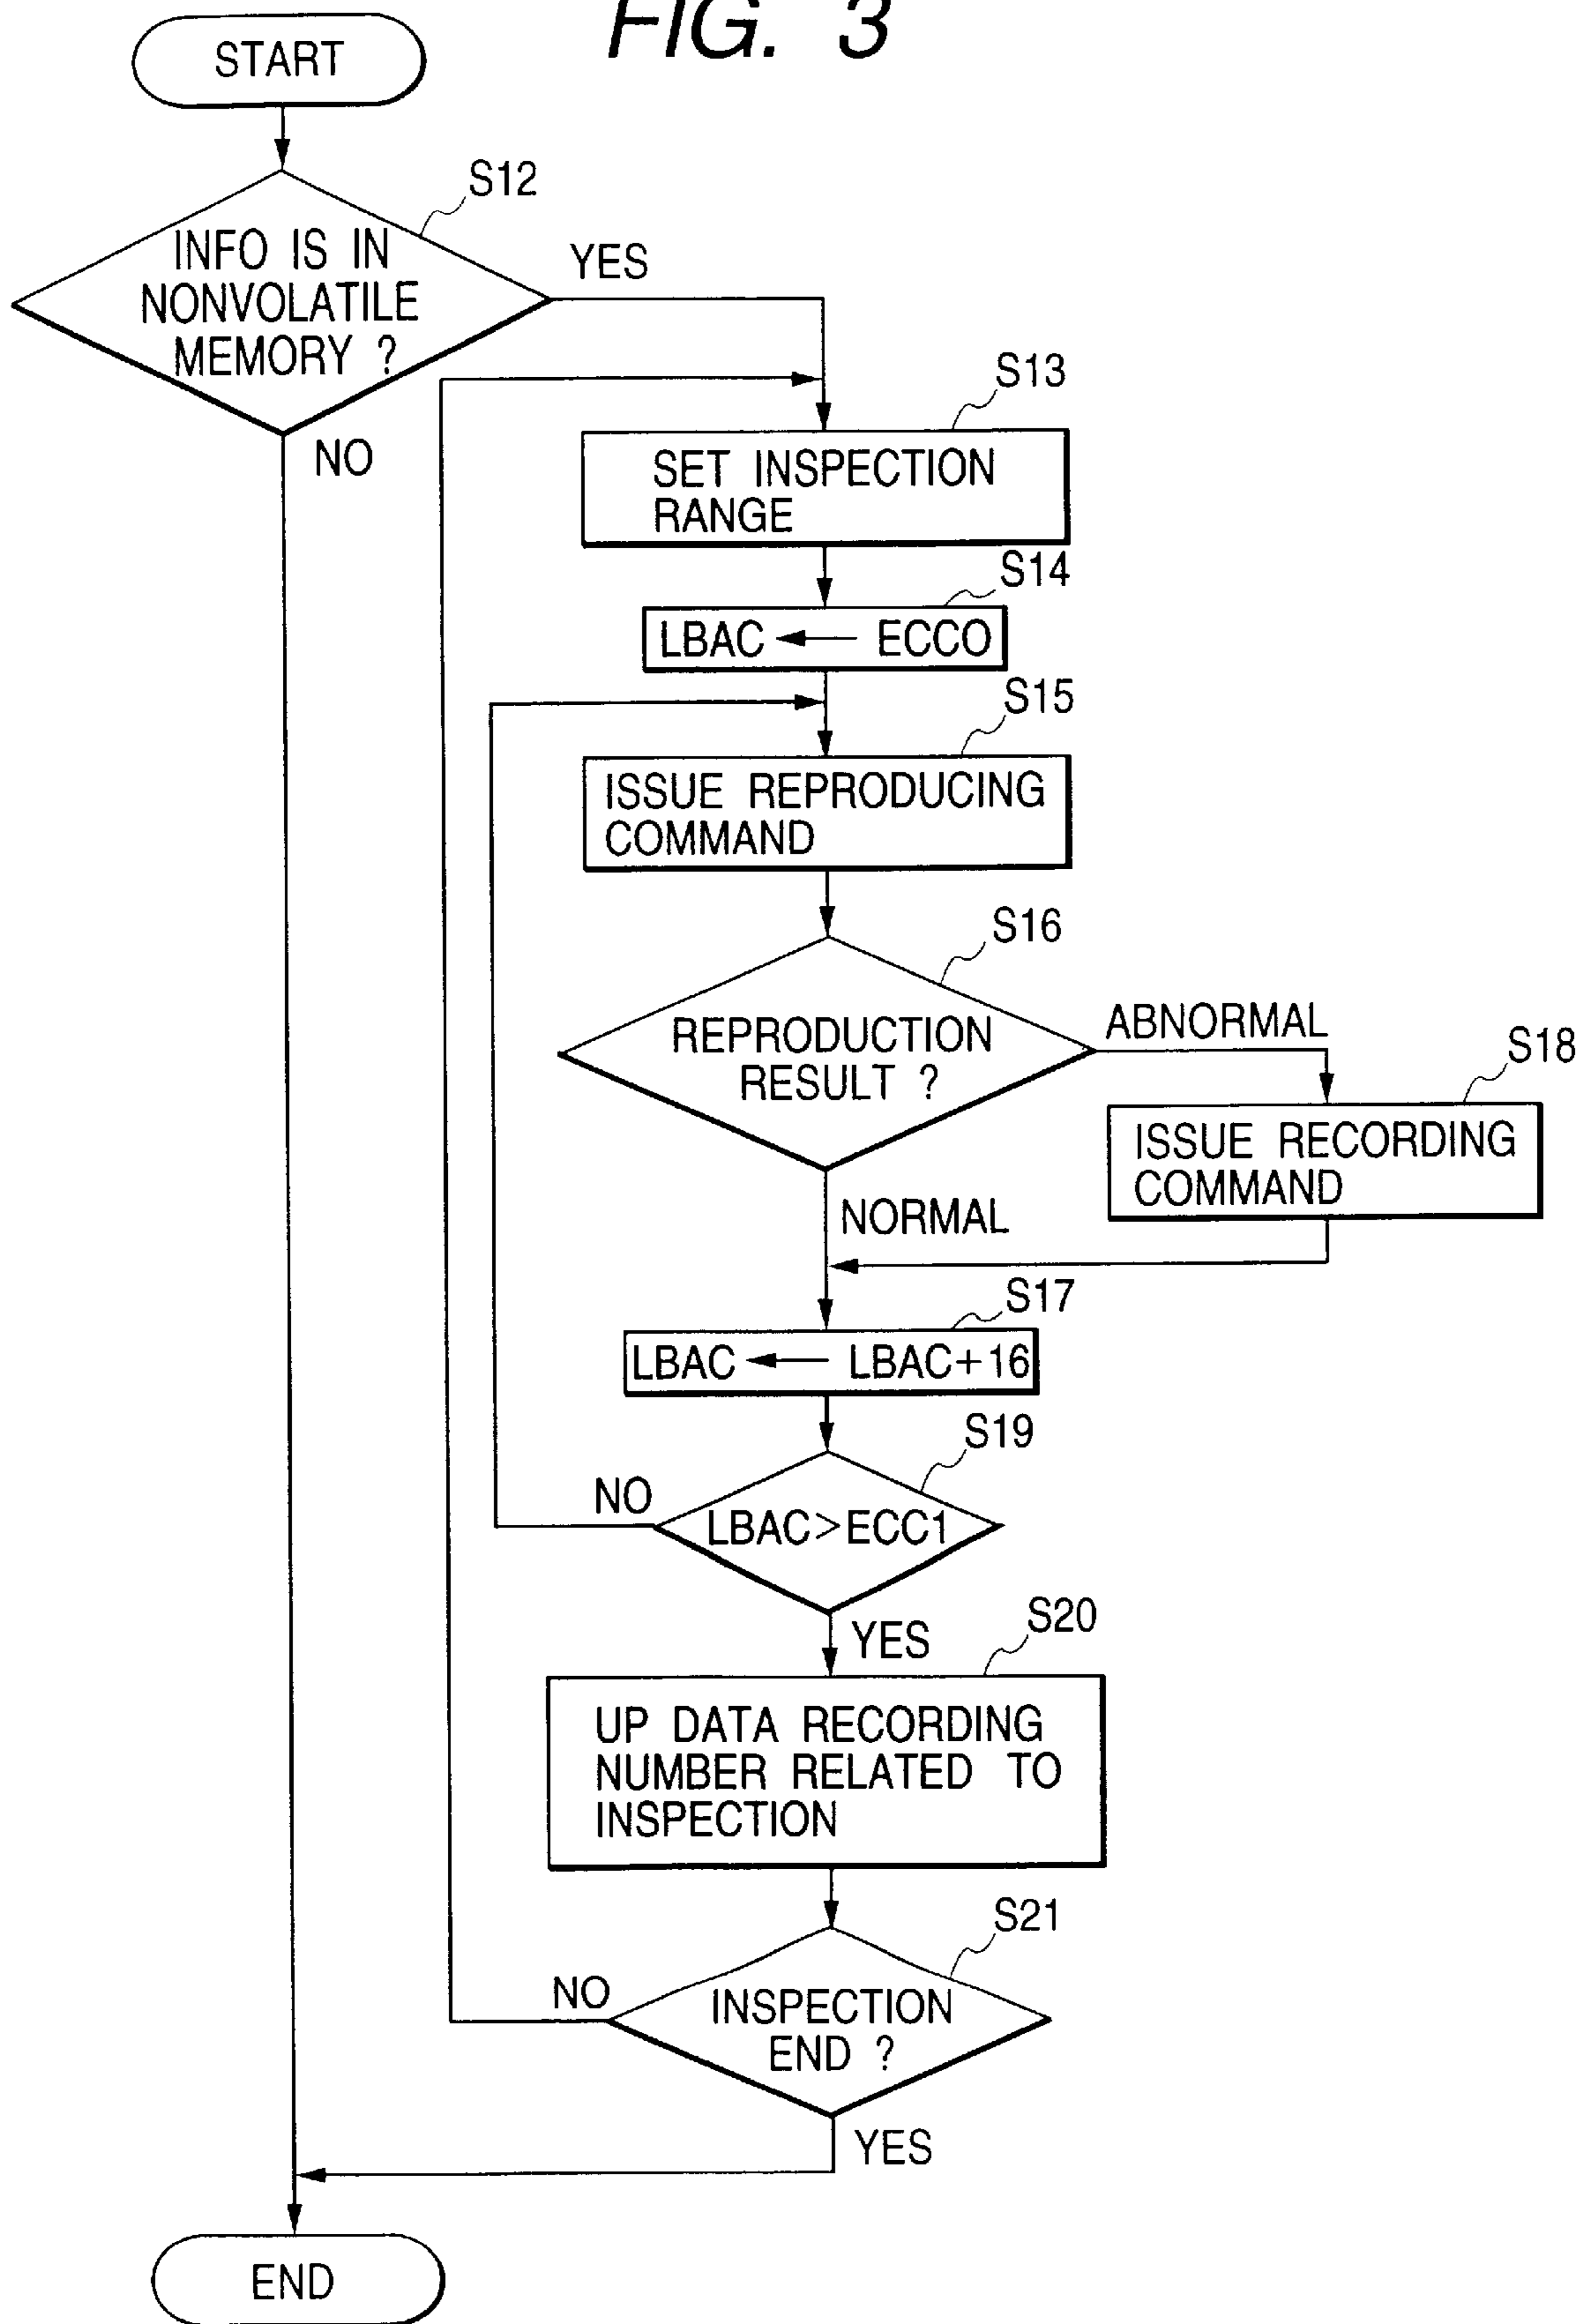 FIG. 3
START
S12
INFO IS IN
NONVOLATILE
MEMORY ?
YES
NO
S13
SET INSPECTION
RANGE
S14
LBAC ← ECCO
S15
ISSUE REPRODUCING
COMMAND
S16
REPRODUCTION
RESULT ?
ABNORMAL
S18
ISSUE RECORDING
COMMAND
NORMAL
S17
LBAC ← LBAC+16
S19
NO
LBAC>ECC1
YES
S20
UP DATA RECORDING
NUMBER RELATED TO
INSPECTION
S21
NO
INSPECTION
END ?
YES
END